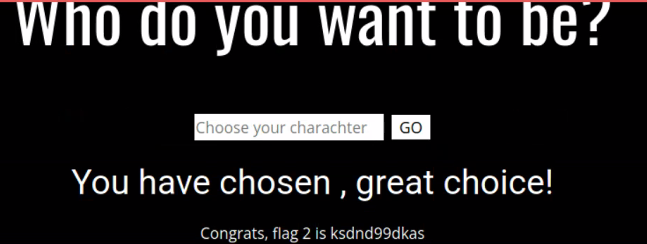 Who do you want to be?
Choose your charachter GO
You have chosen , great choice!
Congrats, flag 2 is ksdnd99dkas